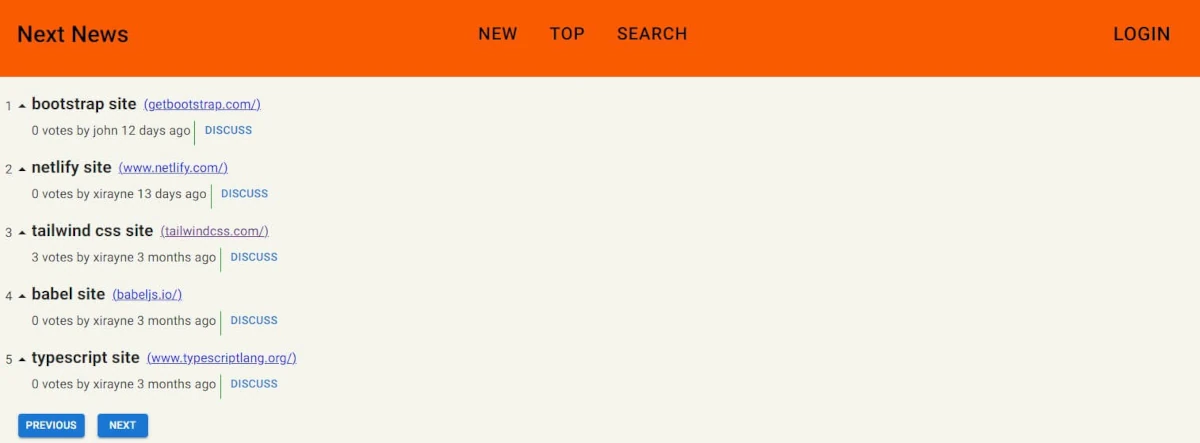 Next News NEW TOP SEARCH LOGIN
1 bootstrap site (getbootstrap.com/)
0 votes by john 12 days ago DISCUSS
2 netlify site (www.netlify.com/)
0 votes by xirayne 13 days ago DISCUSS
3 tailwind css site (tailwindcss.com/)
3 votes by xirayne 3 months ago DISCUSS
4 babel site (babeljs.io/)
0 votes by xirayne 3 months ago DISCUSS
5 typescript site (www.typescriptlang.org/)
0 votes by xirayne 3 months ago DISCUSS
PREVIOUS NEXT